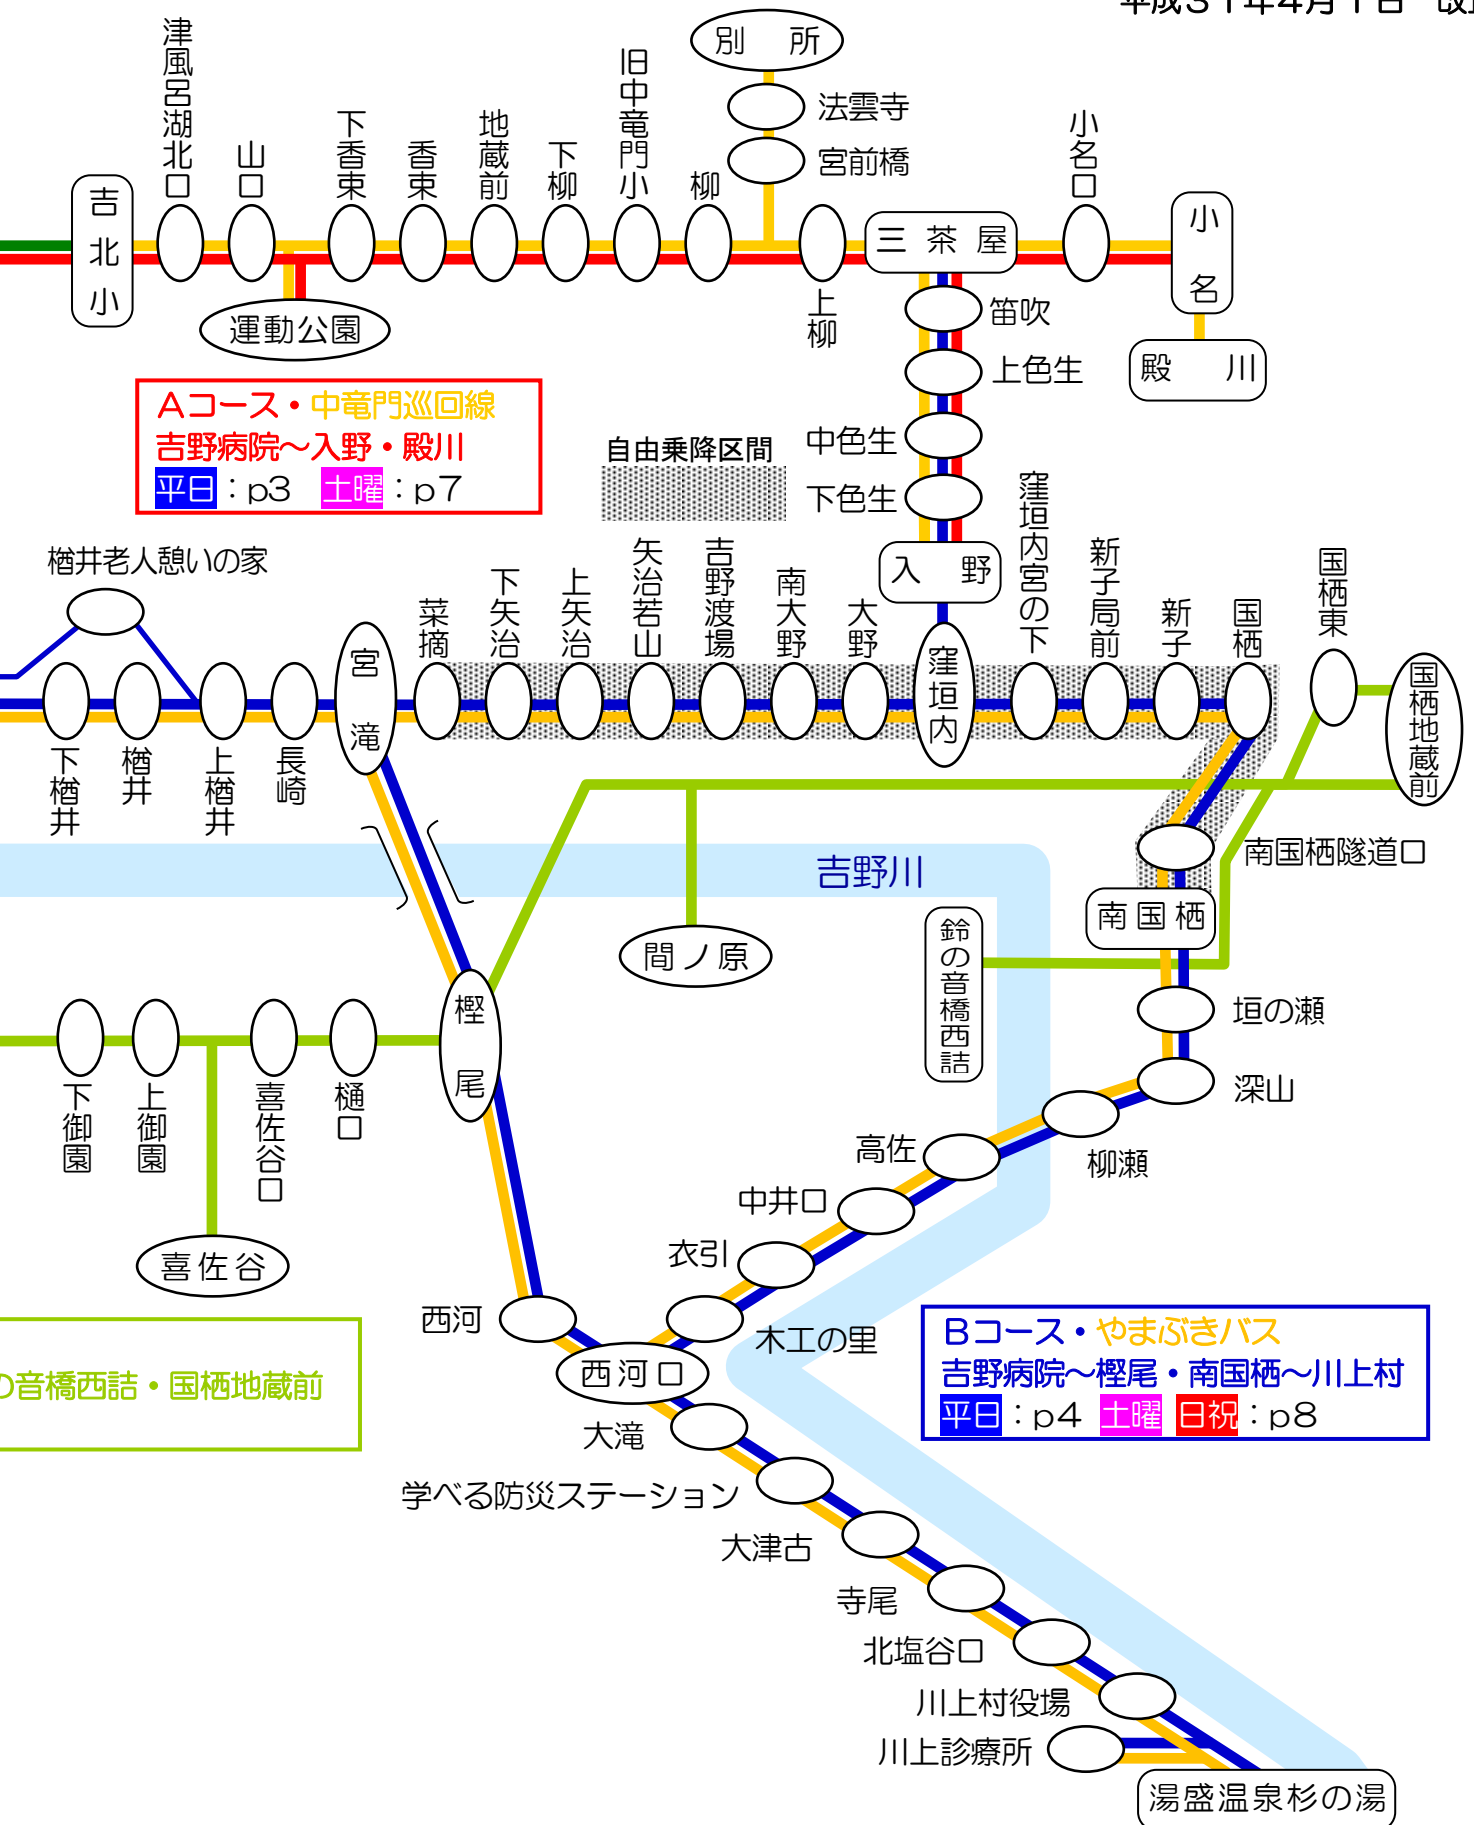 平成31年4月1日
津風呂湖北口
山口
下香東
香東
地蔵前
下柳
旧中竜門小
柳
別所
法雲寺
宮前橋
小名口
吉北小
三茶屋
小名
上柳
運動公園
笛吹
上色生
中色生
下色生
殿川
Aコース・中竜門巡回線
吉野病院〜入野・殿川
平日：p3 土曜：p7
自由乗降区間
入野
楢井老人憩いの家
宮滝
菜摘
下矢治
上矢治
矢治若山
吉野渡場
南大野
大野
窪垣内
窪垣内宮の下
新子局前
新子
国栖
国栖東
国栖地蔵前
下楢井
楢井
上楢井
長崎
南国栖隧道口
吉野川
南国栖
鈴の音橋西詰
間ノ原
垣の瀬
樫尾
下御園
上御園
喜佐谷口
樋口
深山
柳瀬
高佐
中井口
衣引
木工の里
喜佐谷
西河
西河口
の音橋西詰・国栖地蔵前
Bコース・やまぶきバス
吉野病院〜樫尾・南国栖〜川上村
平日：p4 土曜 日祝：p8
大滝
学べる防災ステーション
大津古
寺尾
北塩谷口
川上村役場
川上診療所
湯盛温泉杉の湯